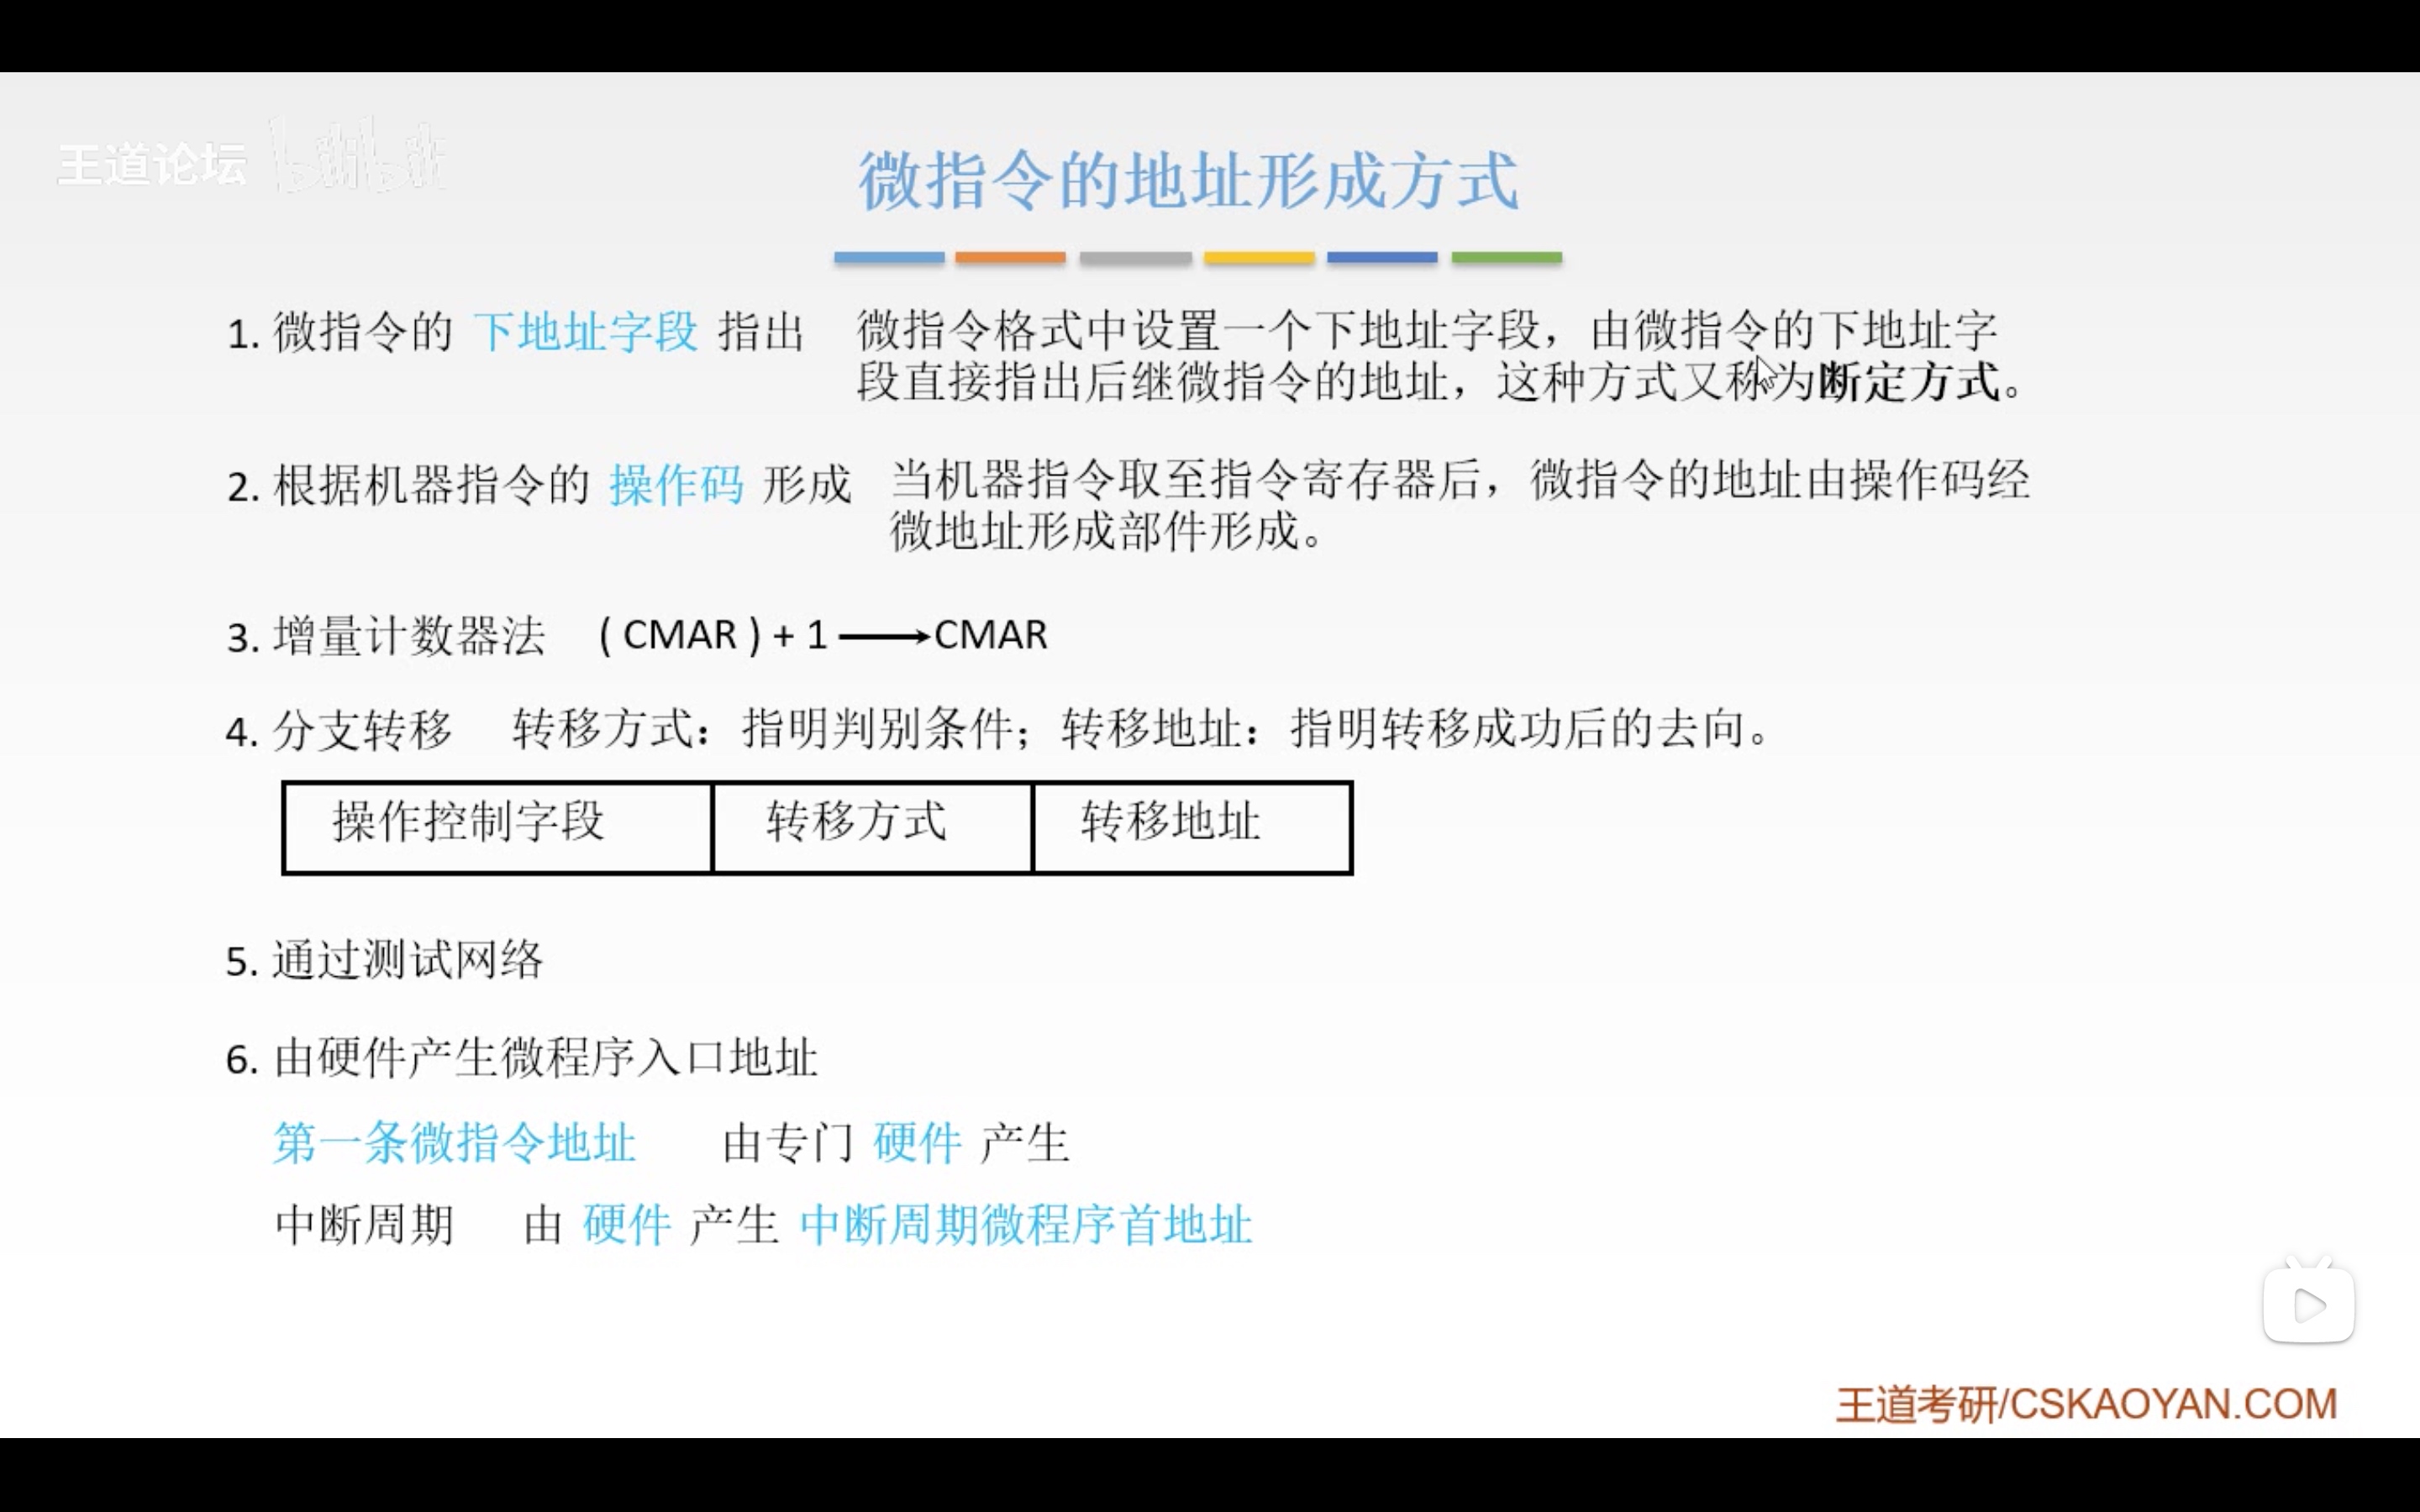 王道论坛 bilibili
微指令的地址形成方式
1. 微指令的 下地址字段 指出
微指令格式中设置一个下地址字段，由微指令的下地址字
段直接指出后继微指令的地址，这种方式又称为断定方式。
2. 根据机器指令的 操作码 形成
当机器指令取至指令寄存器后，微指令的地址由操作码经
微地址形成部件形成。
3. 增量计数器法 ( CMAR ) + 1 ⟶ CMAR
4. 分支转移 转移方式：指明判别条件；转移地址：指明转移成功后的去向。
操作控制字段 转移方式 转移地址
5. 通过测试网络
6. 由硬件产生微程序入口地址
第一条微指令地址 由专门 硬件 产生
中断周期 由 硬件 产生 中断周期微程序首地址
王道考研/CSKAOYAN.COM